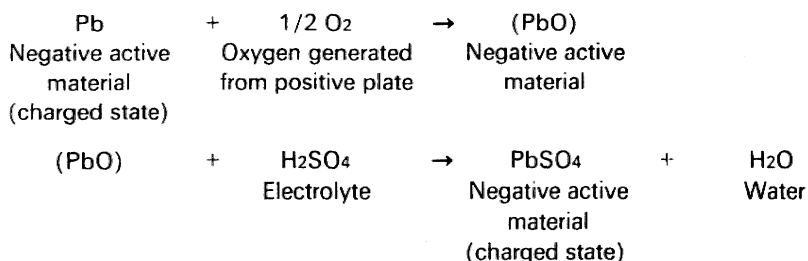 Pb + 1/2 O2 → (PbO)
Negative active Oxygen generated Negative active
material from positive plate material
(charged state)
(PbO) + H2SO4 → PbSO4 + H2O
Electrolyte Negative active Water
material
(charged state)